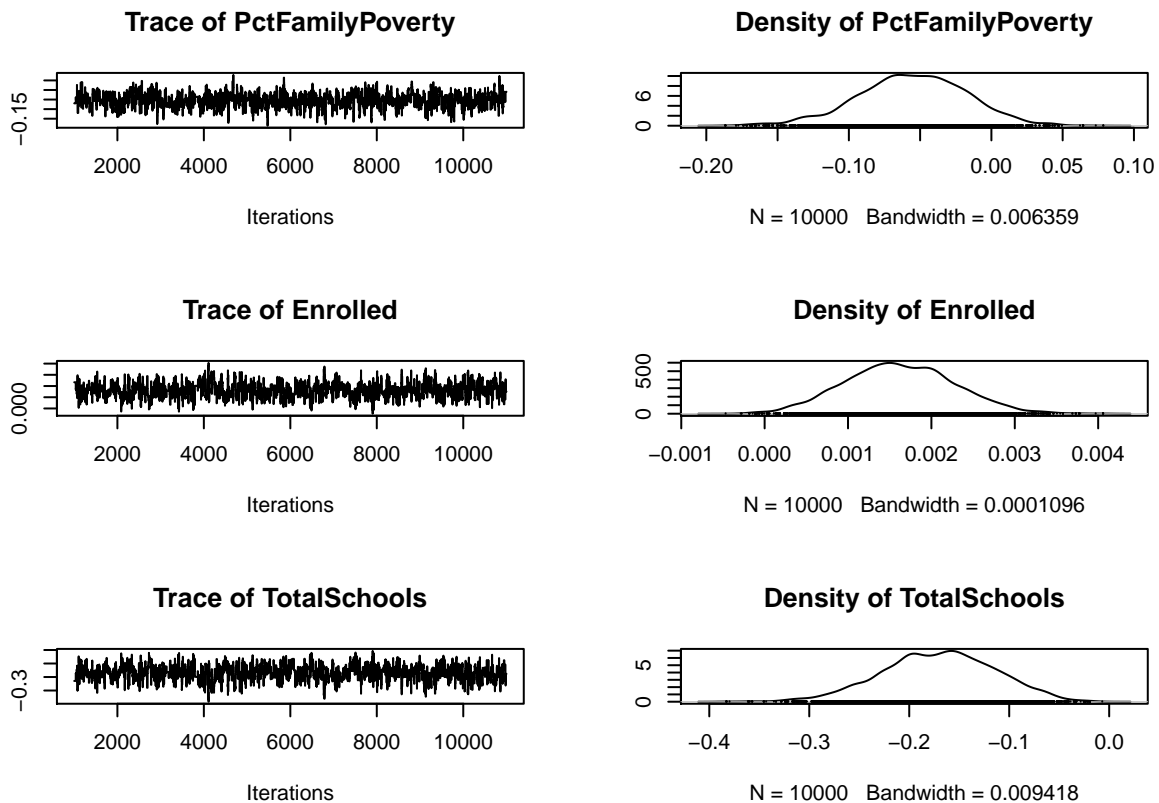 Trace of PctFamilyPoverty
−0.15
2000 4000 6000 8000 10000
Iterations
Density of PctFamilyPoverty
0 6
−0.20 −0.10 0.00 0.05 0.10
N = 10000 Bandwidth = 0.006359
Trace of Enrolled
0.000
2000 4000 6000 8000 10000
Iterations
Density of Enrolled
0 500
−0.001 0.000 0.001 0.002 0.003 0.004
N = 10000 Bandwidth = 0.0001096
Trace of TotalSchools
−0.3
2000 4000 6000 8000 10000
Iterations
Density of TotalSchools
0 5
−0.4 −0.3 −0.2 −0.1 0.0
N = 10000 Bandwidth = 0.009418